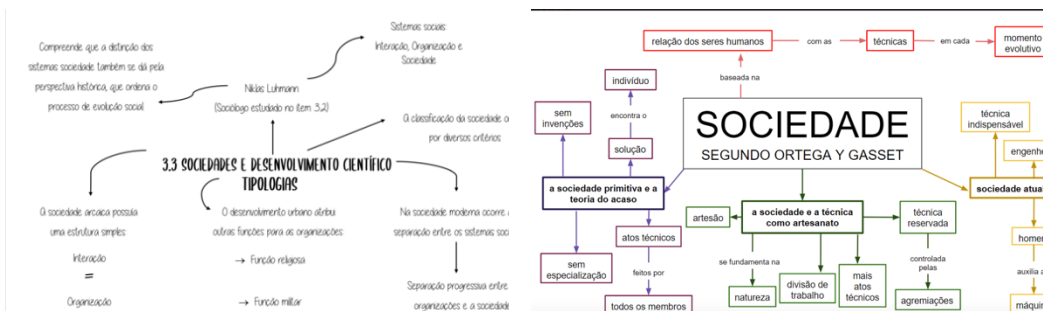 Sistemas sociais
Interação, Organização e
Sociedade
Compreende que a distinção dos
sistemas sociedade também se dá pela
perspectiva histórica, que ordena o
processo de evolução social
Niklas Luhmann
(Sociólogo estudado no item 3.2)
A classificação da sociedade
por diversos critérios
3.3 SOCIEDADES E DESENVOLVIMENTO CIENTÍFICO
TIPOLOGIAS
A sociedade arcaica possuía
uma estrutura simples
Interação
=
Organização
O desenvolvimento urbano atribui
outras funções para as organizações
→ Função religiosa
→ Função militar
Na sociedade moderna ocorre
separação entre os sistemas
Separação progressiva entre
organizações e a sociedade
relação dos seres humanos
com as
técnicas
em cada
momento
evolutivo
baseada na
SOCIEDADE
SEGUNDO ORTEGA Y GASSET
indivíduo
encontra o
solução
sem
invenções
a sociedade primitiva e a
teoria do acaso
atos técnicos
sem
especialização
feitos por
todos os membros
a sociedade e a técnica
como artesanato
artesão
se fundamenta na
natureza
divisão de
trabalho
mais
atos
técnicos
técnica
reservada
controlada
pelas
agremiações
técnica
indispensável
sociedade
auxilia